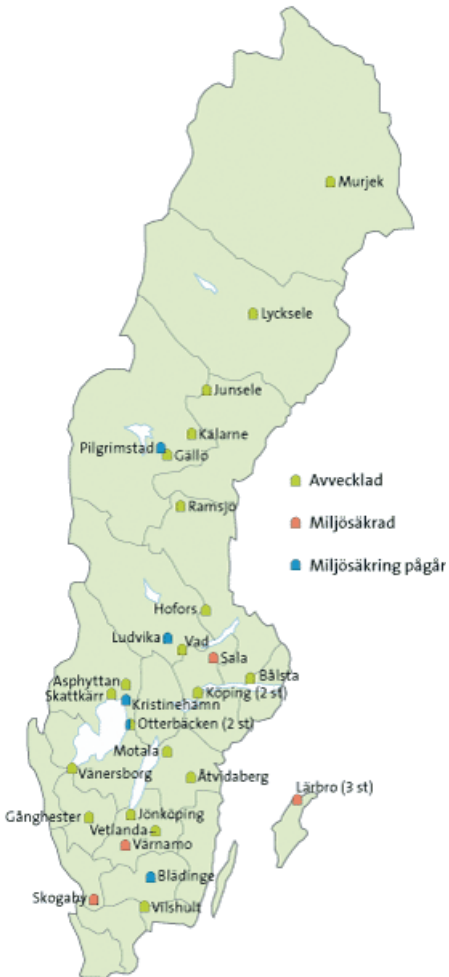 Murjek
Lycksele
Junsele
Kälarne
Pilgrimstad
Gällö
Avvecklad
Ramsjö
Miljösäkrad
Miljösäkring pågår
Hofors
Ludvika
Vad
Sala
Bålsta
Asphyttan
Skattkärr
Köping (2 st)
Kristinehamn
Otterbäcken (2 st)
Motala
Vänersborg
Åtvidaberg
Lärbro (3 st)
Gånghester
Jönköping
Vetlanda
Värnamo
Blädinge
Skogaby
Vilshult